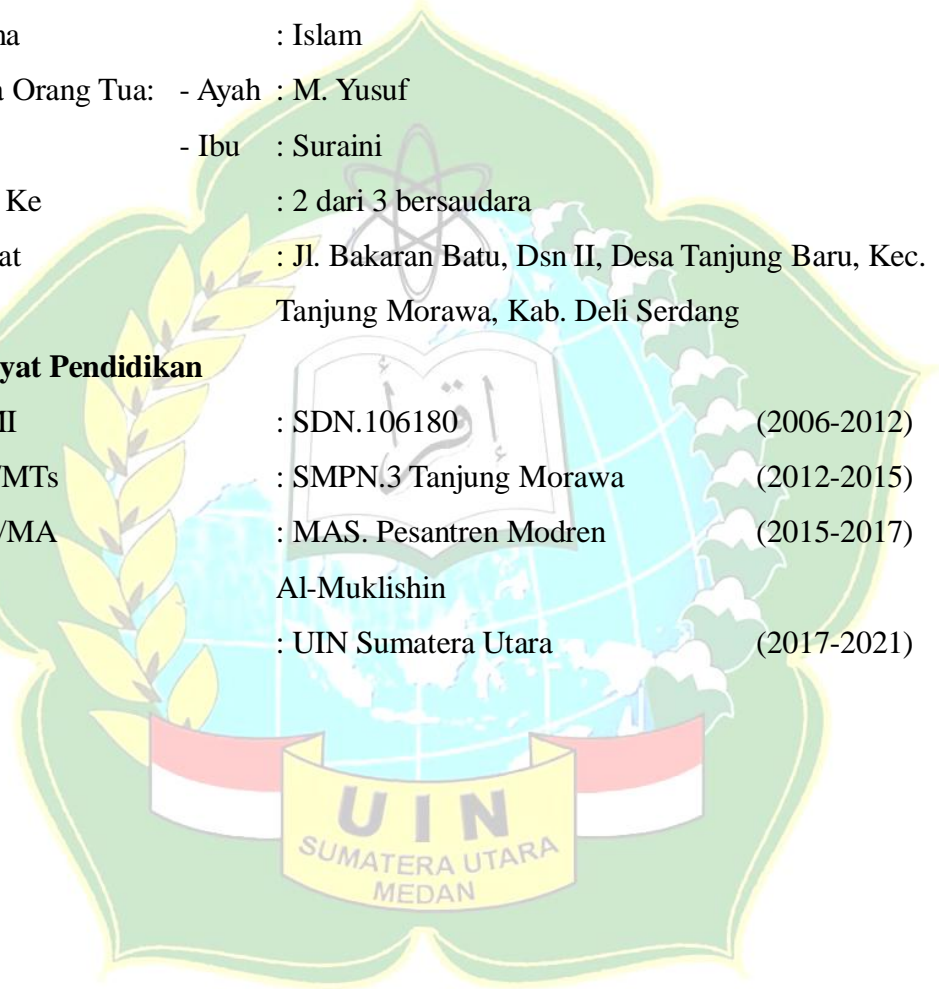 na : Islam
a Orang Tua: - Ayah : M. Yusuf
- Ibu : Suraini
Ke : 2 dari 3 bersaudara
at : Jl. Bakaran Batu, Dsn II, Desa Tanjung Baru, Kec.
Tanjung Morawa, Kab. Deli Serdang
yat Pendidikan
MI : SDN.106180 (2006-2012)
/MTs : SMPN.3 Tanjung Morawa (2012-2015)
/MA : MAS. Pesantren Modren (2015-2017)
Al-Muklishin
: UIN Sumatera Utara (2017-2021)
إقرأ
UIN
SUMATERA UTARA
MEDAN